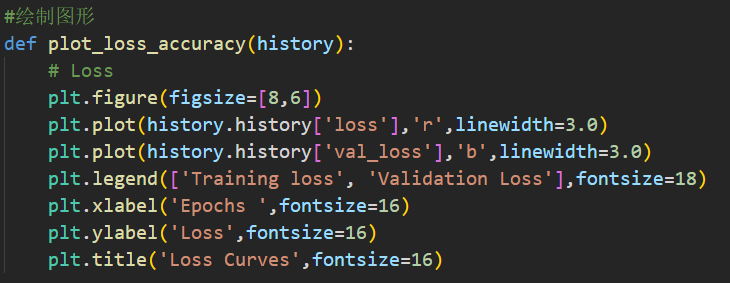 #绘制图形
def plot_loss_accuracy(history):
    # Loss
    plt.figure(figsize=[8,6])
    plt.plot(history.history['loss'],'r',linewidth=3.0)
    plt.plot(history.history['val_loss'],'b',linewidth=3.0)
    plt.legend(['Training loss', 'Validation Loss'],fontsize=18)
    plt.xlabel('Epochs ',fontsize=16)
    plt.ylabel('Loss',fontsize=16)
    plt.title('Loss Curves',fontsize=16)